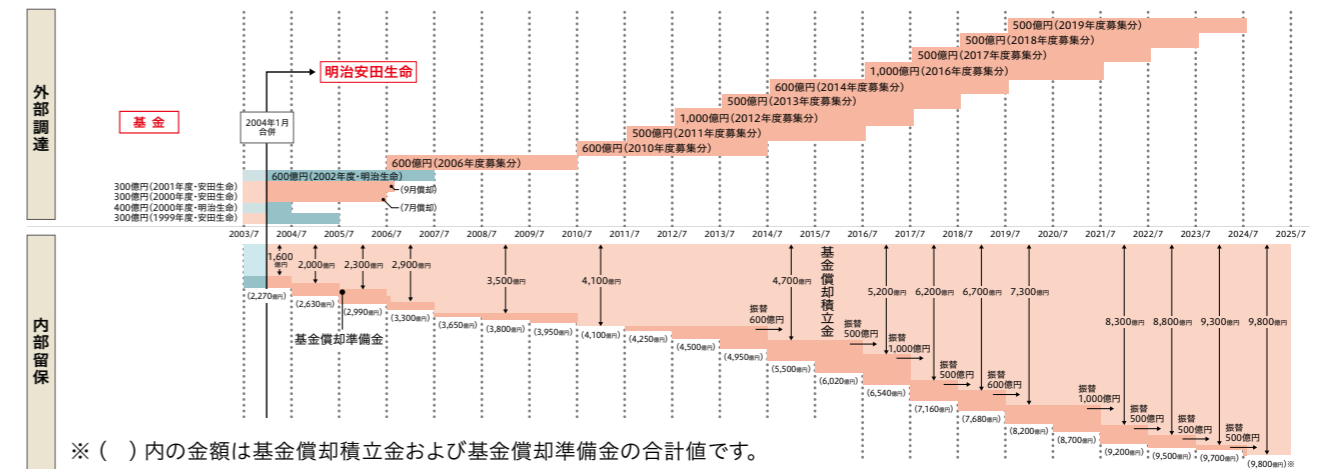 外部調達
500億円（2019年度募集分）
500億円（2018年度募集分）
500億円（2017年度募集分）
明治安田生命
1,000億円（2016年度募集分）
600億円（2014年度募集分）
500億円（2013年度募集分）
基金
2004年1月
合併
1,000億円（2012年度募集分）
500億円（2011年度募集分）
600億円（2010年度募集分）
600億円（2006年度募集分）
600億円（2002年度・明治生命）
300億円（2001年度・安田生命）
（9月償却）
300億円（2000年度・安田生命）
（7月償却）
400億円（2000年度・明治生命）
300億円（1999年度・安田生命）
2003/7 2004/7 2005/7 2006/7 2007/7 2008/7 2009/7 2010/7 2011/7 2012/7 2013/7 2014/7 2015/7 2016/7 2017/7 2018/7 2019/7 2020/7 2021/7 2022/7 2023/7 2024/7 2025/7
内部留保
1,600
億円
2,000億円
2,300億円
2,900億円
3,500億円
4,100億円
4,700億円
基金償却積立金
5,200億円
6,200億円
6,700億円
7,300億円
8,300億円
8,800億円
9,300億円
9,800億円
（2,270億円）
（2,630億円）
（2,990億円）
（3,300億円）
（3,650億円）
（3,800億円）
（3,950億円）
（4,100億円）
（4,250億円）
（4,500億円）
（4,950億円）
（5,500億円）
（6,020億円）
（6,540億円）
（7,160億円）
（7,680億円）
（8,200億円）
（8,700億円）
（9,200億円）
（9,500億円）
（9,700億円）
（9,800億円）※
基金償却準備金
振替
600億円
振替
500億円
振替
1,000億円
振替
500億円
振替
600億円
振替
1,000億円
振替
500億円
振替
500億円
振替
500億円
※（　）内の金額は基金償却積立金および基金償却準備金の合計値です。